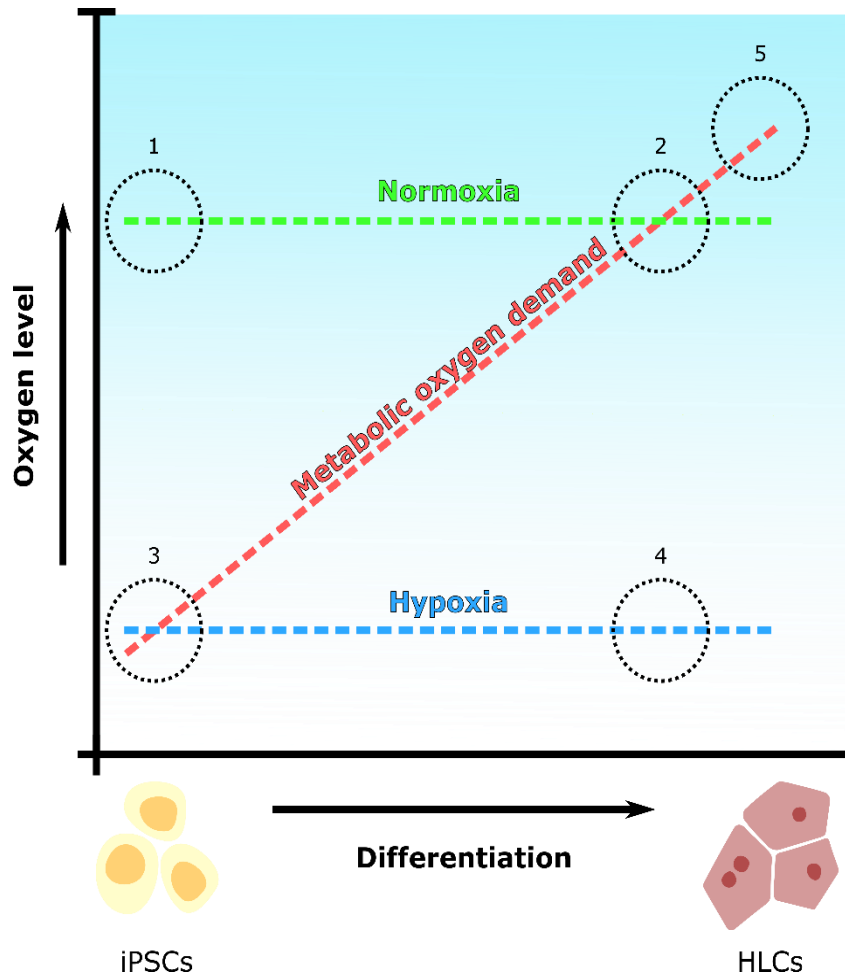 5
1
2
Normoxia
Metabolic oxygen demand
Oxygen level
3
4
Hypoxia
Differentiation
iPSCs
HLCs